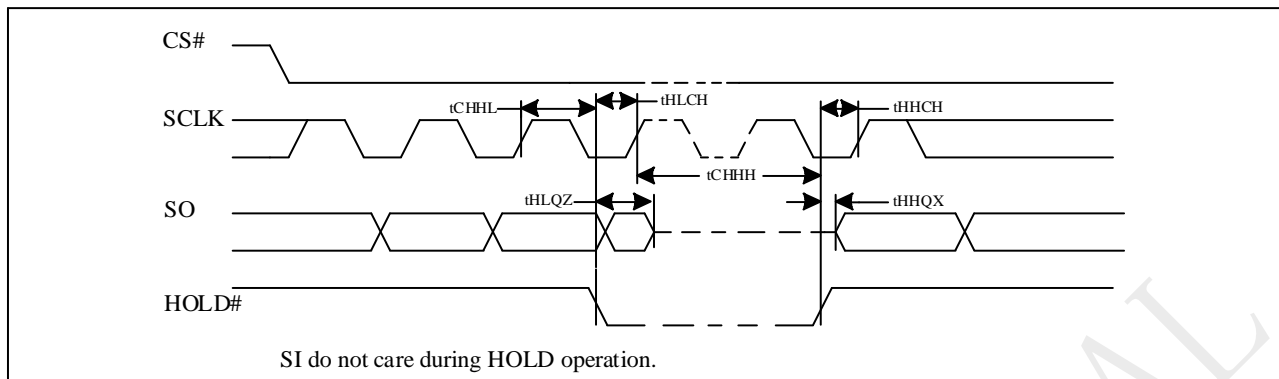 CS#
tCHHL
tHLCH
tHHCH
SCLK
tCHHH
tHLQZ
tHHQX
SO
HOLD#
SI do not care during HOLD operation.